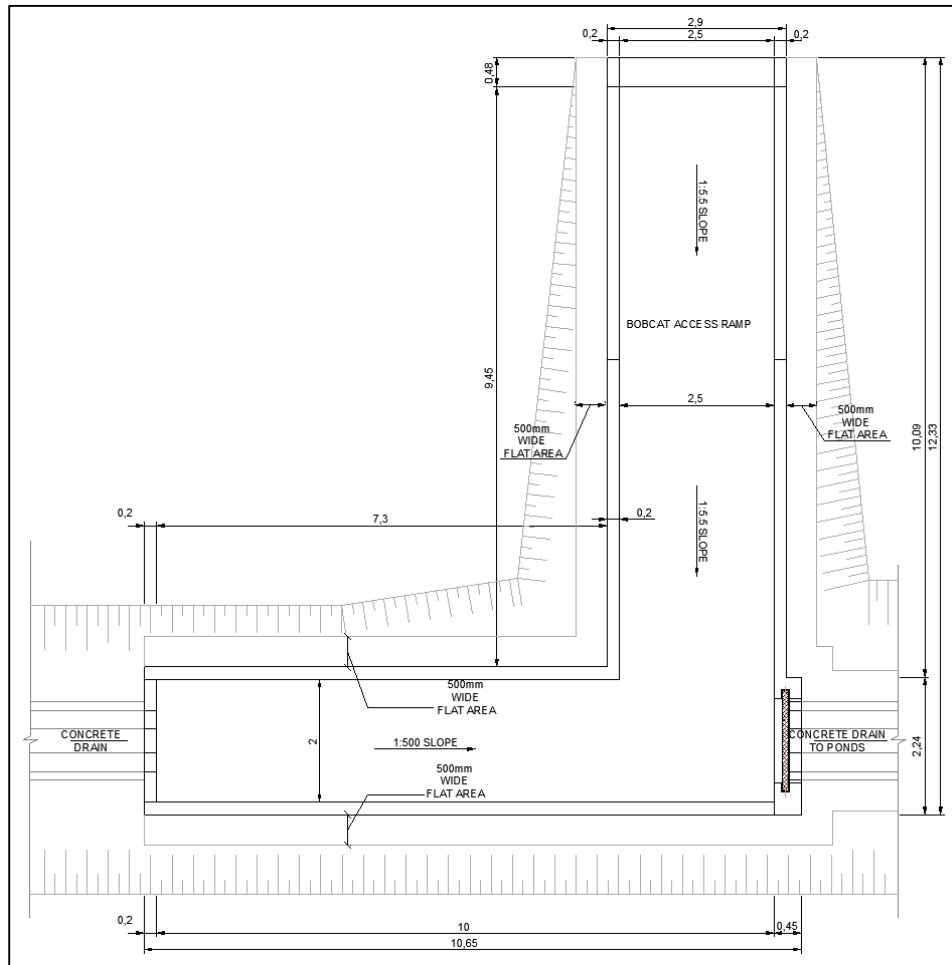 2,9
0,2
2,5
0,2
0,48
1:5.5 SLOPE
BOBCAT ACCESS RAMP
9,45
2,5
500mm
WIDE
FLAT AREA
500mm
WIDE
FLAT AREA
10,09
12,33
1:5.5 SLOPE
0,2
7,3
0,2
500mm
WIDE
FLAT AREA
CONCRETE
DRAIN
2
1:500 SLOPE
CONCRETE DRAIN
TO PONDS
2,24
500mm
WIDE
FLAT AREA
0,2
10
0,45
10,65